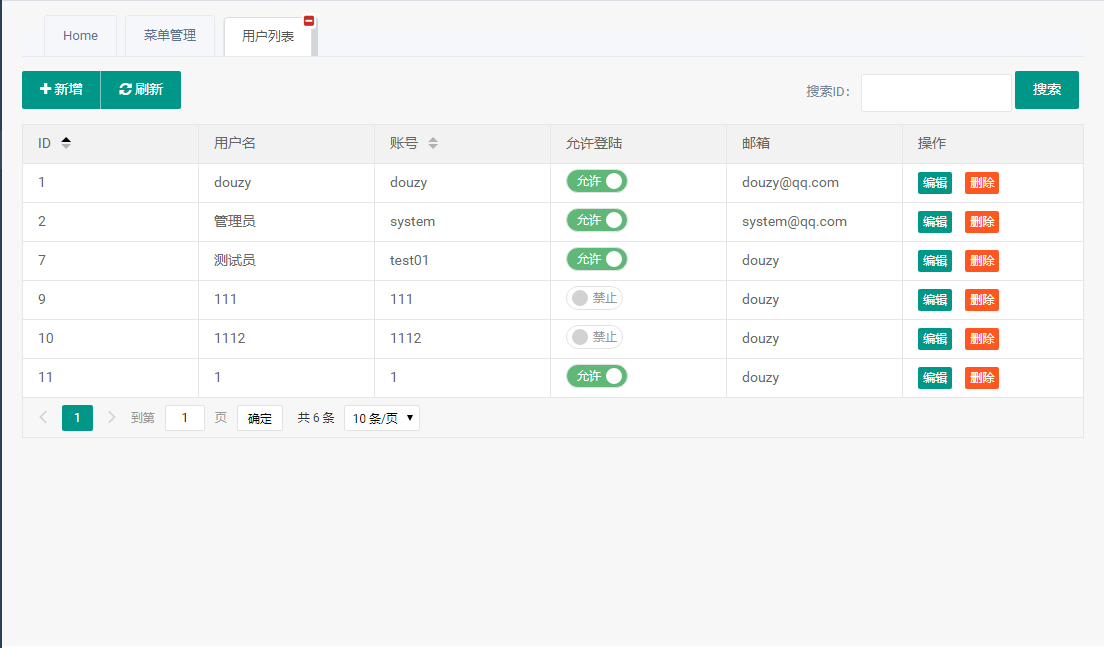 Home 菜单管理 用户列表
新增 刷新 搜索ID： 搜索
ID 用户名 账号 允许登陆 邮箱 操作
1 douzy douzy 允许 douzy@qq.com 编辑 删除
2 管理员 system 允许 system@qq.com 编辑 删除
7 测试员 test01 允许 douzy 编辑 删除
9 111 111 禁止 douzy 编辑 删除
10 1112 1112 禁止 douzy 编辑 删除
11 1 1 允许 douzy 编辑 删除
1 到第 1 页 确定 共 6 条 10 条/页